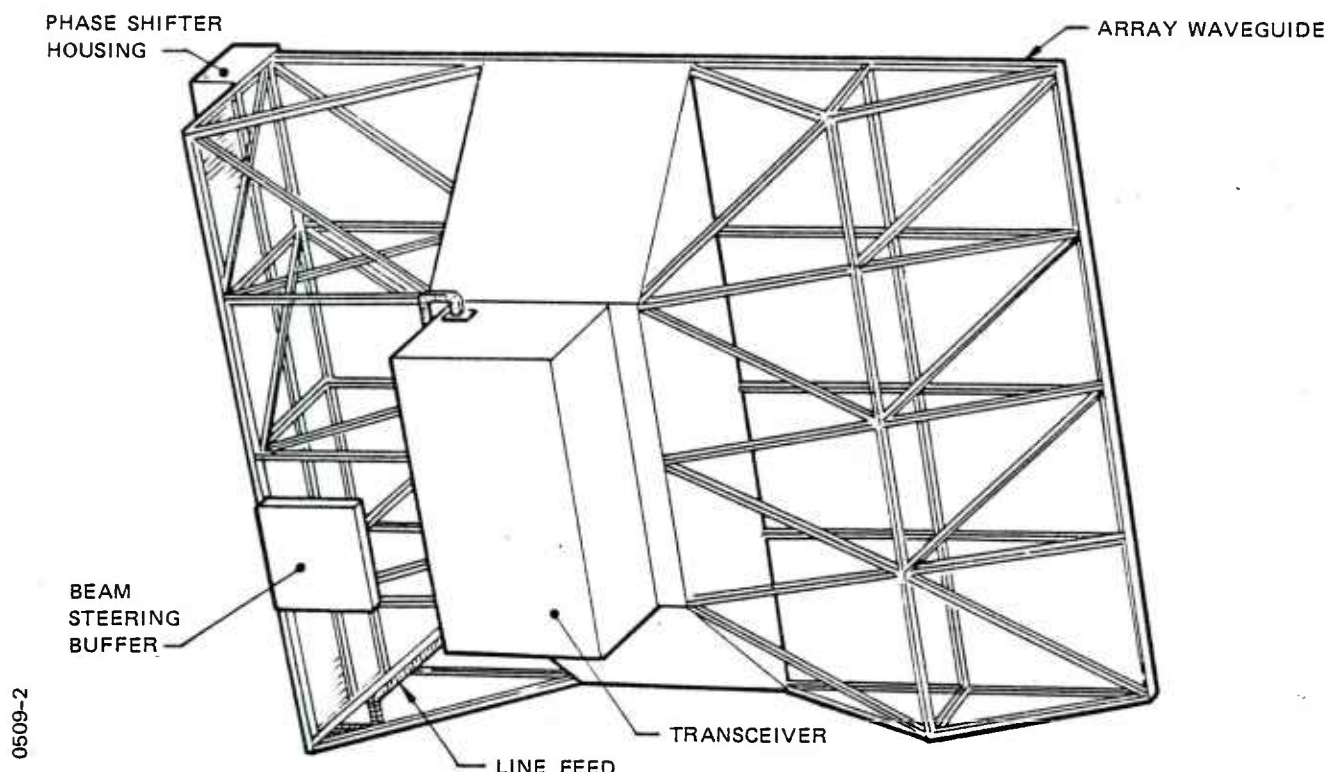 PHASE SHIFTER
HOUSING
ARRAY WAVEGUIDE
BEAM
STEERING
BUFFER
TRANSCEIVER
LINE FEED
0509-2